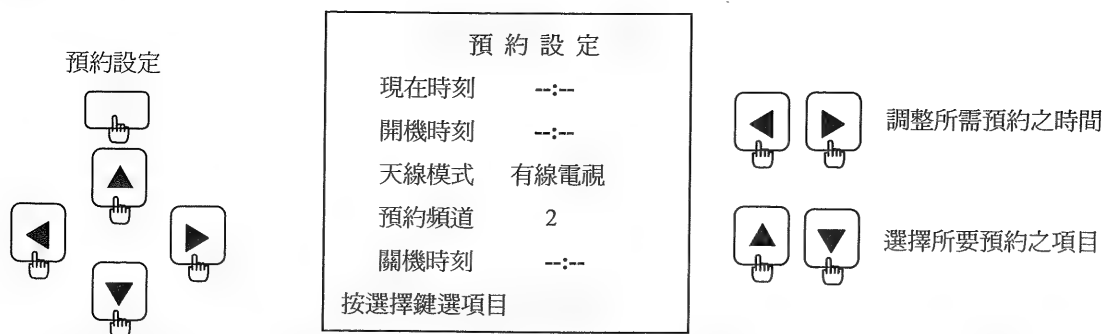 預約設定
預約設定
現在時刻 --:--
開機時刻 --:--
天線模式 有線電視
預約頻道 2
關機時刻 --:--
按選擇鍵選項目
調整所需預約之時間
選擇所要預約之項目